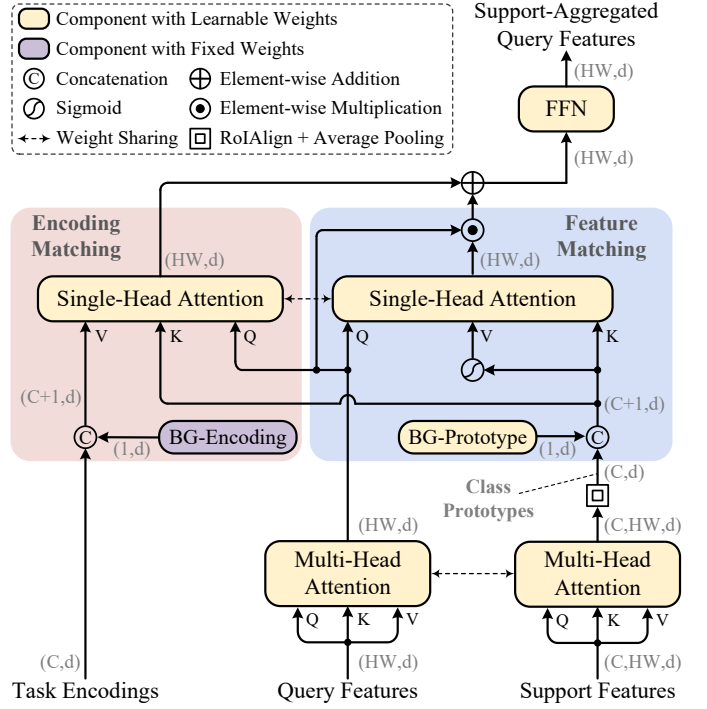 Support-Aggregated
Query Features
Component with Learnable Weights
Component with Fixed Weights
C Concatenation
Element-wise Addition
Sigmoid
Element-wise Multiplication
Weight Sharing
RoIAlign + Average Pooling
(HW,d)
FFN
(HW,d)
Encoding
Matching
Feature
Matching
(HW,d)
(HW,d)
Single-Head Attention
Single-Head Attention
V
K
Q
Q
V
K
(C+1,d)
(C+1,d)
C
BG-Encoding
(1,d)
BG-Prototype
(1,d)
C
Class
Prototypes
(C,d)
(HW,d)
(C,HW,d)
Multi-Head
Attention
Multi-Head
Attention
Q
K
V
Q
K
V
(C,d)
(HW,d)
(C,HW,d)
Task Encodings
Query Features
Support Features